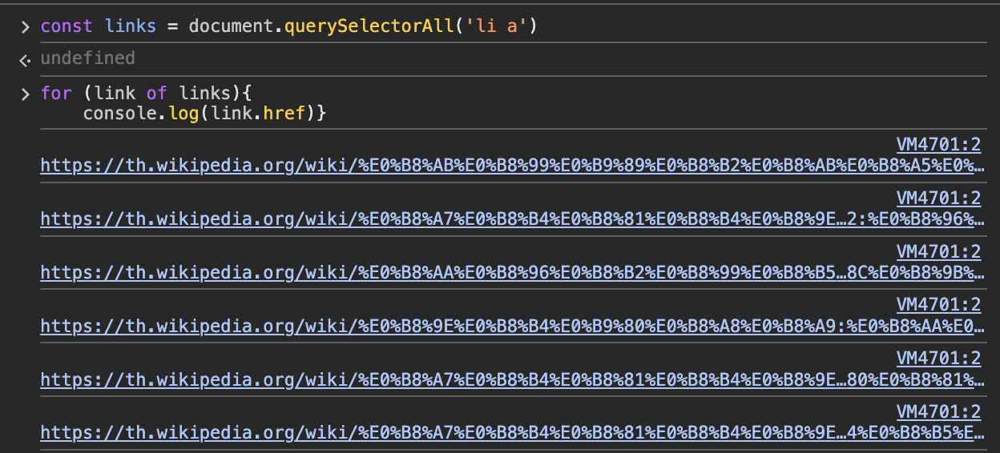 const links = document.querySelectorAll('li a')
undefined
for (link of links){
    console.log(link.href)}
VM4701:2
https://th.wikipedia.org/wiki/%E0%B8%AB%E0%B8%99%E0%B9%89%E0%B8%B2%E0%B8%AB%E0%B8%A5%E0%…
VM4701:2
https://th.wikipedia.org/wiki/%E0%B8%A7%E0%B8%B4%E0%B8%81%E0%B8%B4%E0%B8%9E…2:%E0%B8%96%…
VM4701:2
https://th.wikipedia.org/wiki/%E0%B8%AA%E0%B8%96%E0%B8%B2%E0%B8%99%E0%B8%B5…8C%E0%B8%9B%…
VM4701:2
https://th.wikipedia.org/wiki/%E0%B8%9E%E0%B8%B4%E0%B9%80%E0%B8%A8%E0%B8%A9:%E0%B8%AA%E0…
VM4701:2
https://th.wikipedia.org/wiki/%E0%B8%A7%E0%B8%B4%E0%B8%81%E0%B8%B4%E0%B8%9E…80%E0%B8%81%…
VM4701:2
https://th.wikipedia.org/wiki/%E0%B8%A7%E0%B8%B4%E0%B8%81%E0%B8%B4%E0%B8%9E…4%E0%B8%B5%E…